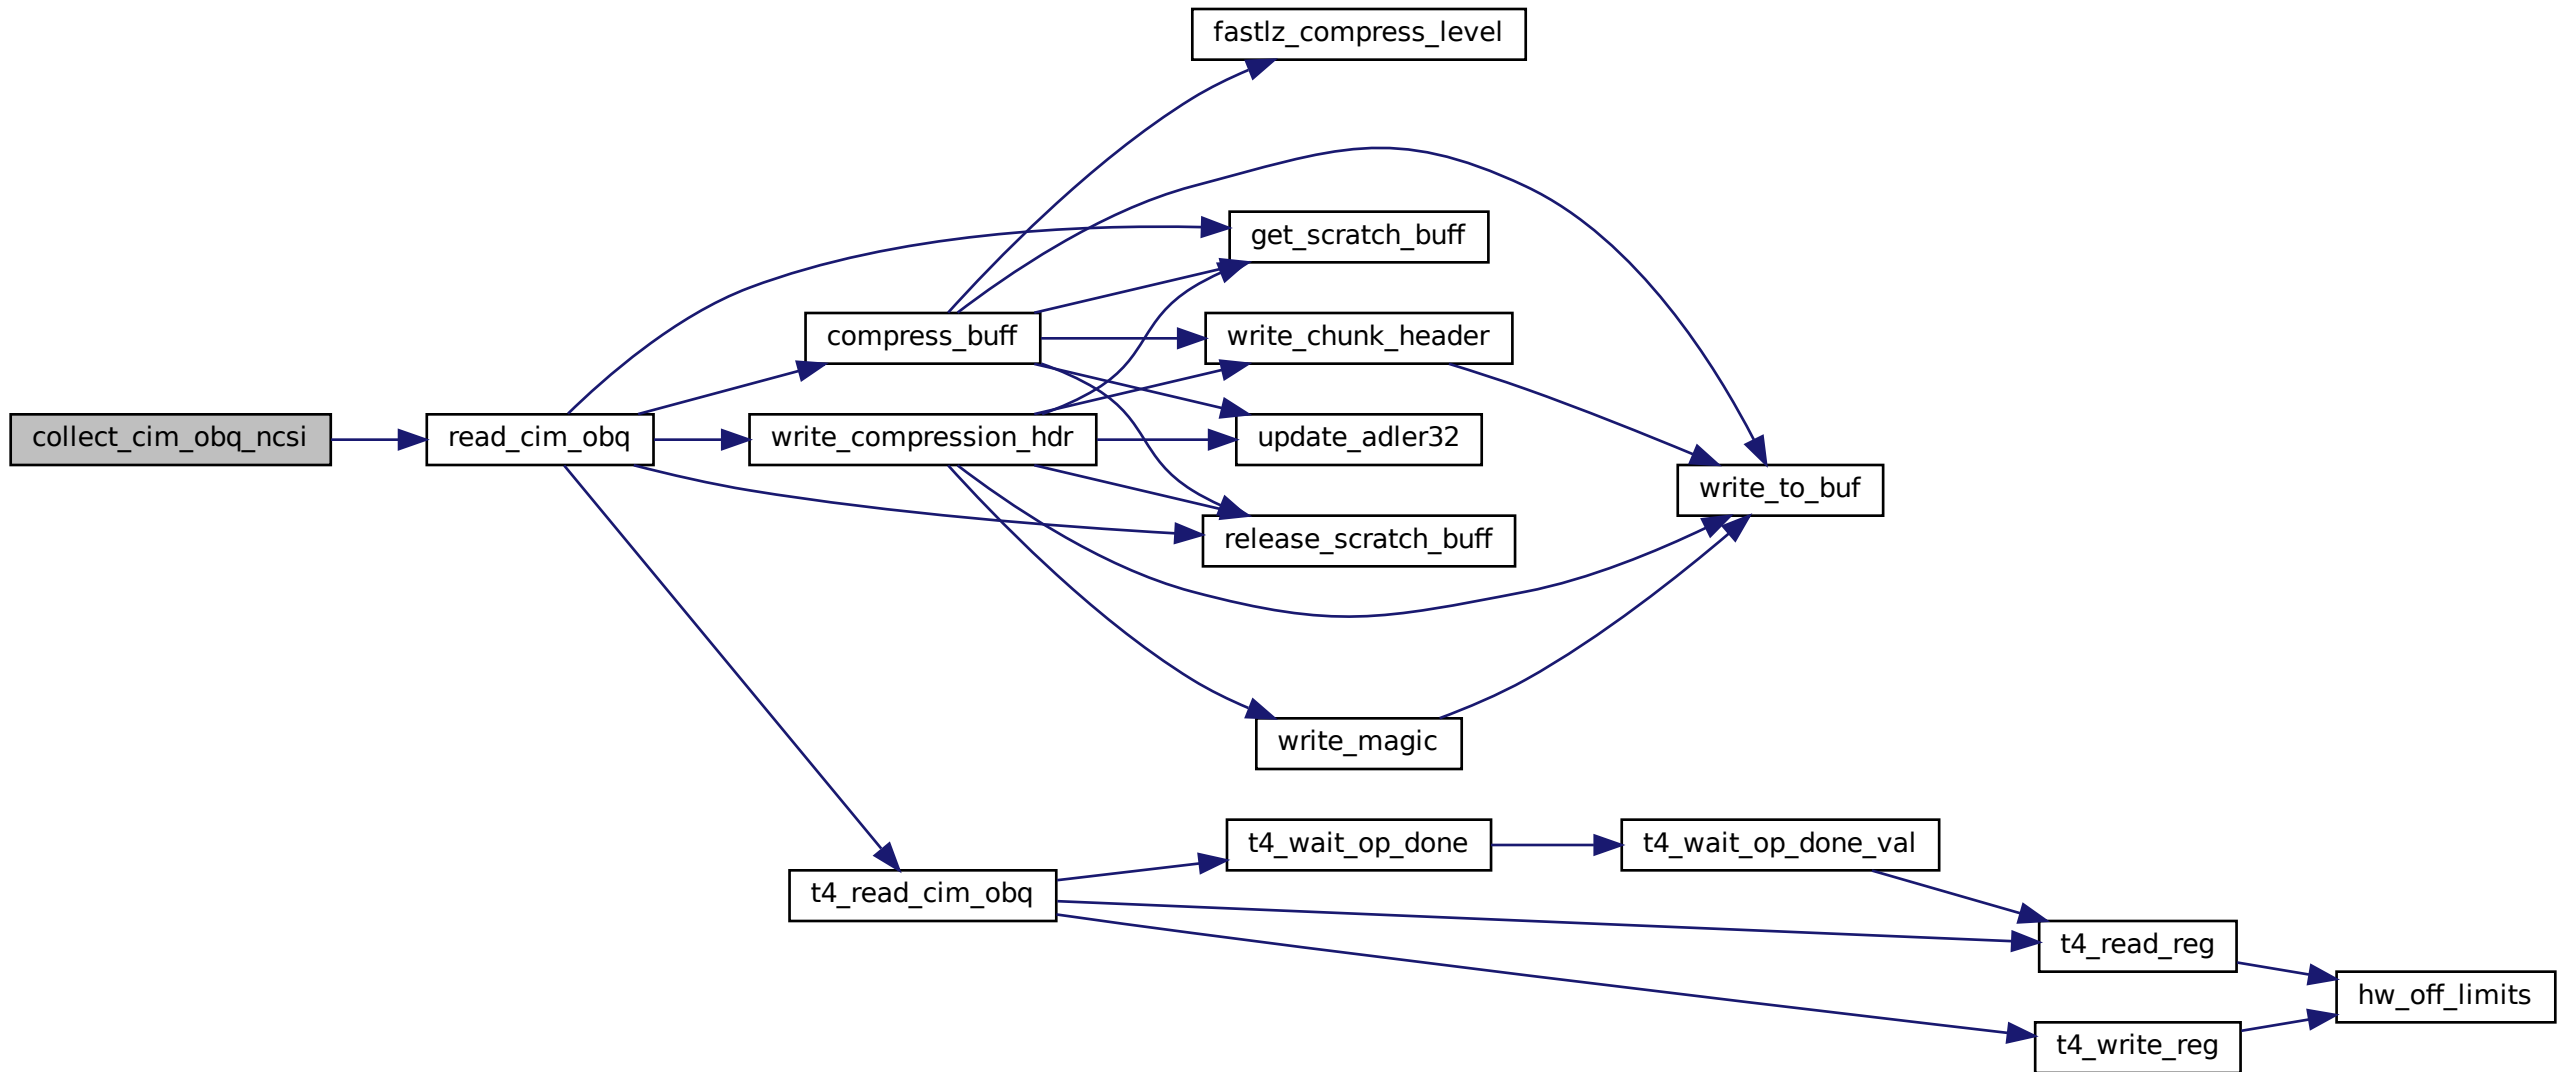 fastlz_compress_level
get_scratch_buff
compress_buff
write_chunk_header
collect_cim_obq_ncsi
read_cim_obq
write_compression_hdr
update_adler32
write_to_buf
release_scratch_buff
write_magic
t4_wait_op_done
t4_wait_op_done_val
t4_read_cim_obq
t4_read_reg
hw_off_limits
t4_write_reg